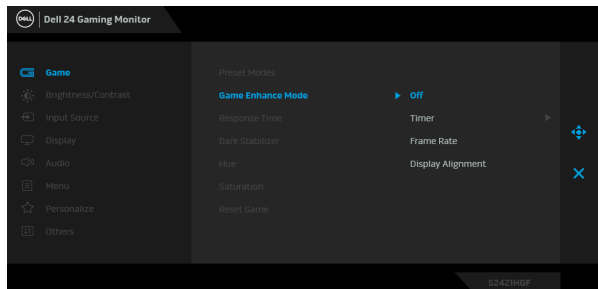 DELL
Dell 24 Gaming Monitor
Game
Brightness/Contrast
Input Source
Display
Audio
Menu
Personalize
Others
Preset Modes
Game Enhance Mode
Response Time
Dark Stabilizer
Hue
Saturation
Reset Game
Off
Timer
Frame Rate
Display Alignment
S2421HGF